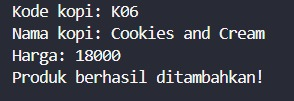 Kode kopi: K06
Nama kopi: Cookies and Cream
Harga: 18000
Produk berhasil ditambahkan!